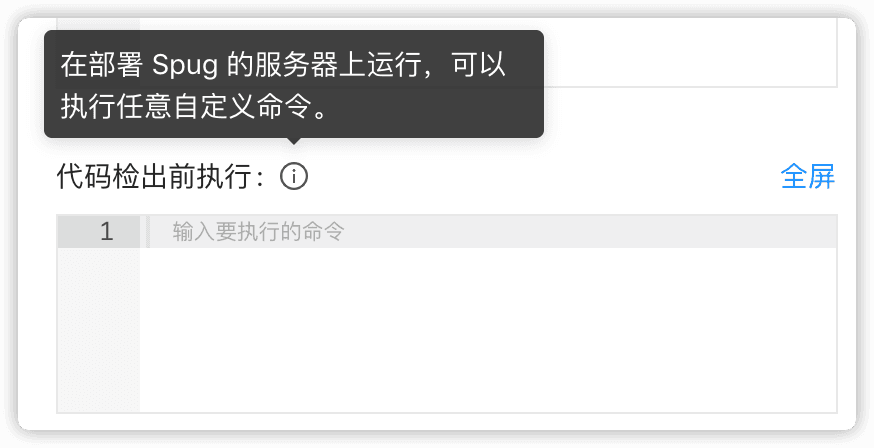 在部署 Spug 的服务器上运行，可以
执行任意自定义命令。
代码检出前执行： 全屏
1 输入要执行的命令